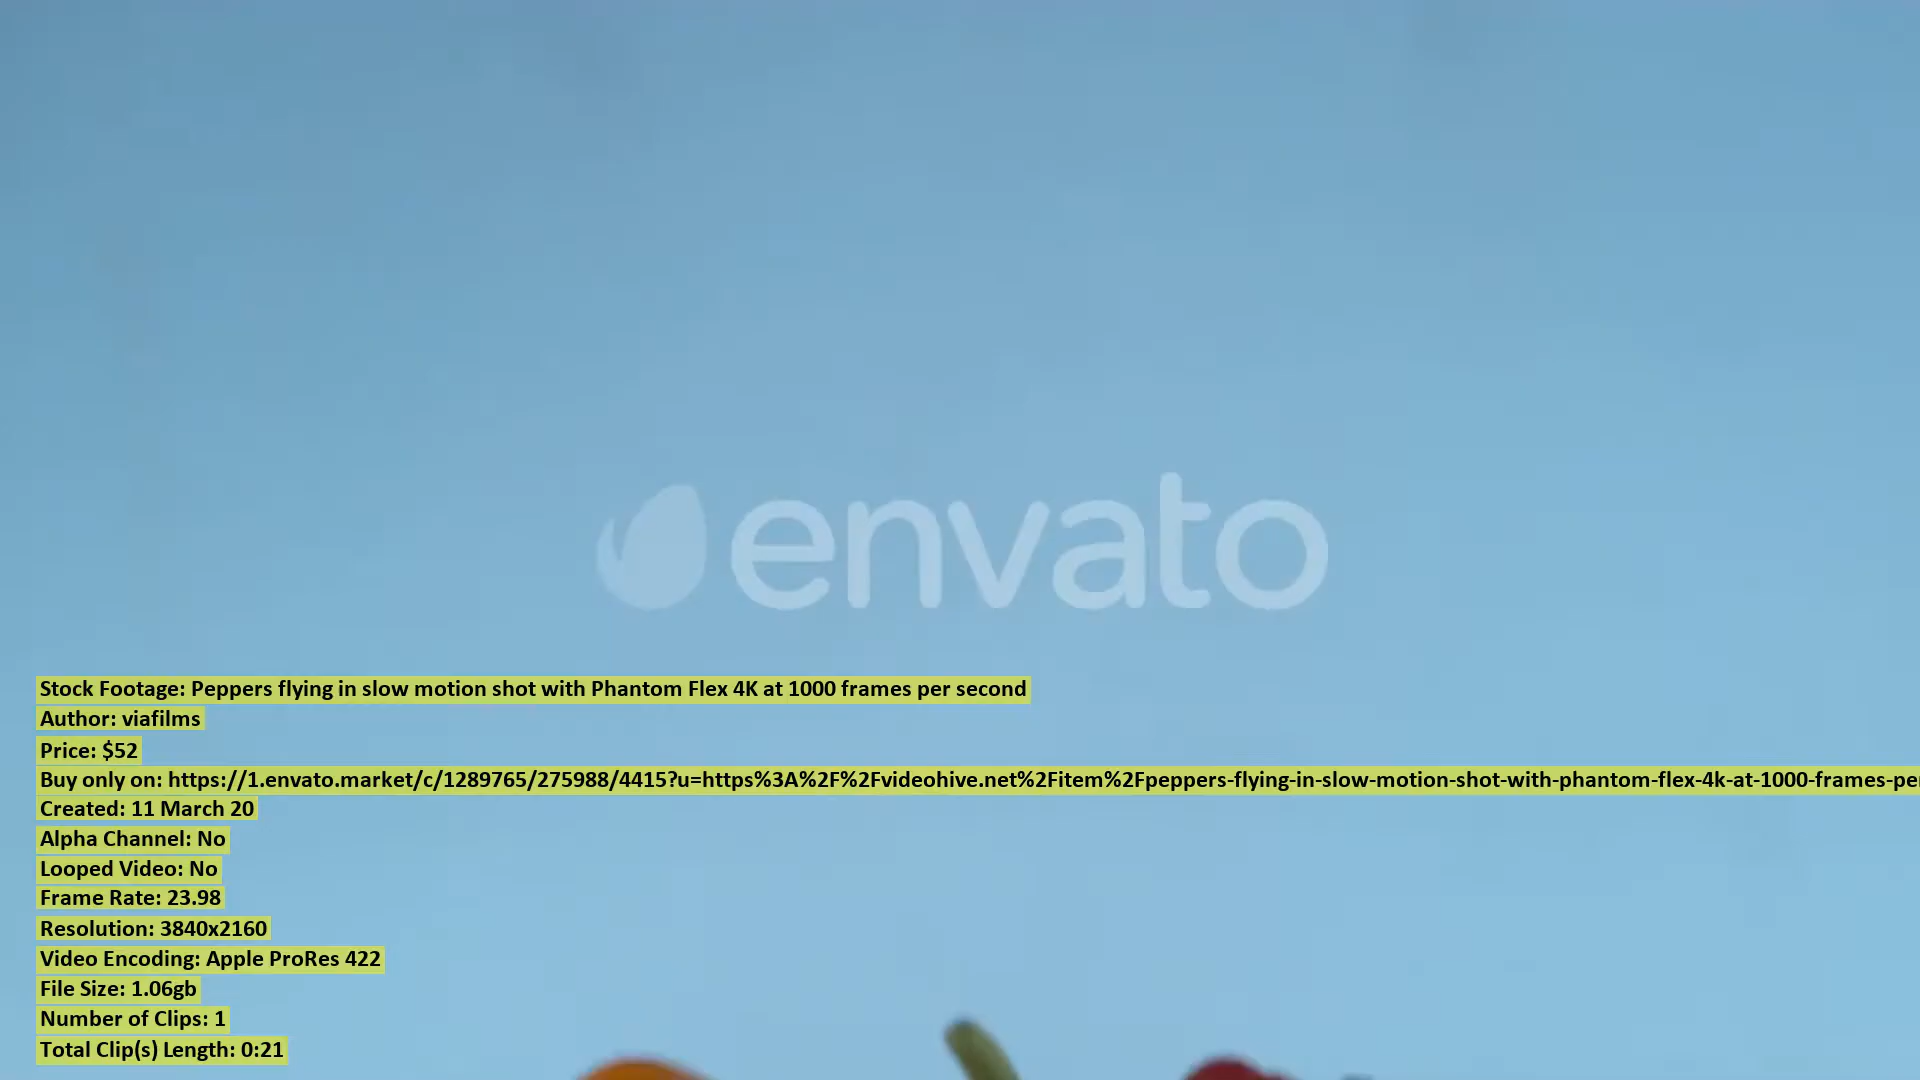 envato
Stock Footage: Peppers flying in slow motion shot with Phantom Flex 4K at 1000 frames per second
Author: viafilms
Price: $52
Buy only on: https://1.envato.market/c/1289765/275988/4415?u=https%3A%2F%2Fvideohive.net%2Fitem%2Fpeppers-flying-in-slow-motion-shot-with-phantom-flex-4k-at-1000-frames-per
Created: 11 March 20
Alpha Channel: No
Looped Video: No
Frame Rate: 23.98
Resolution: 3840x2160
Video Encoding: Apple ProRes 422
File Size: 1.06gb
Number of Clips: 1
Total Clip(s) Length: 0:21